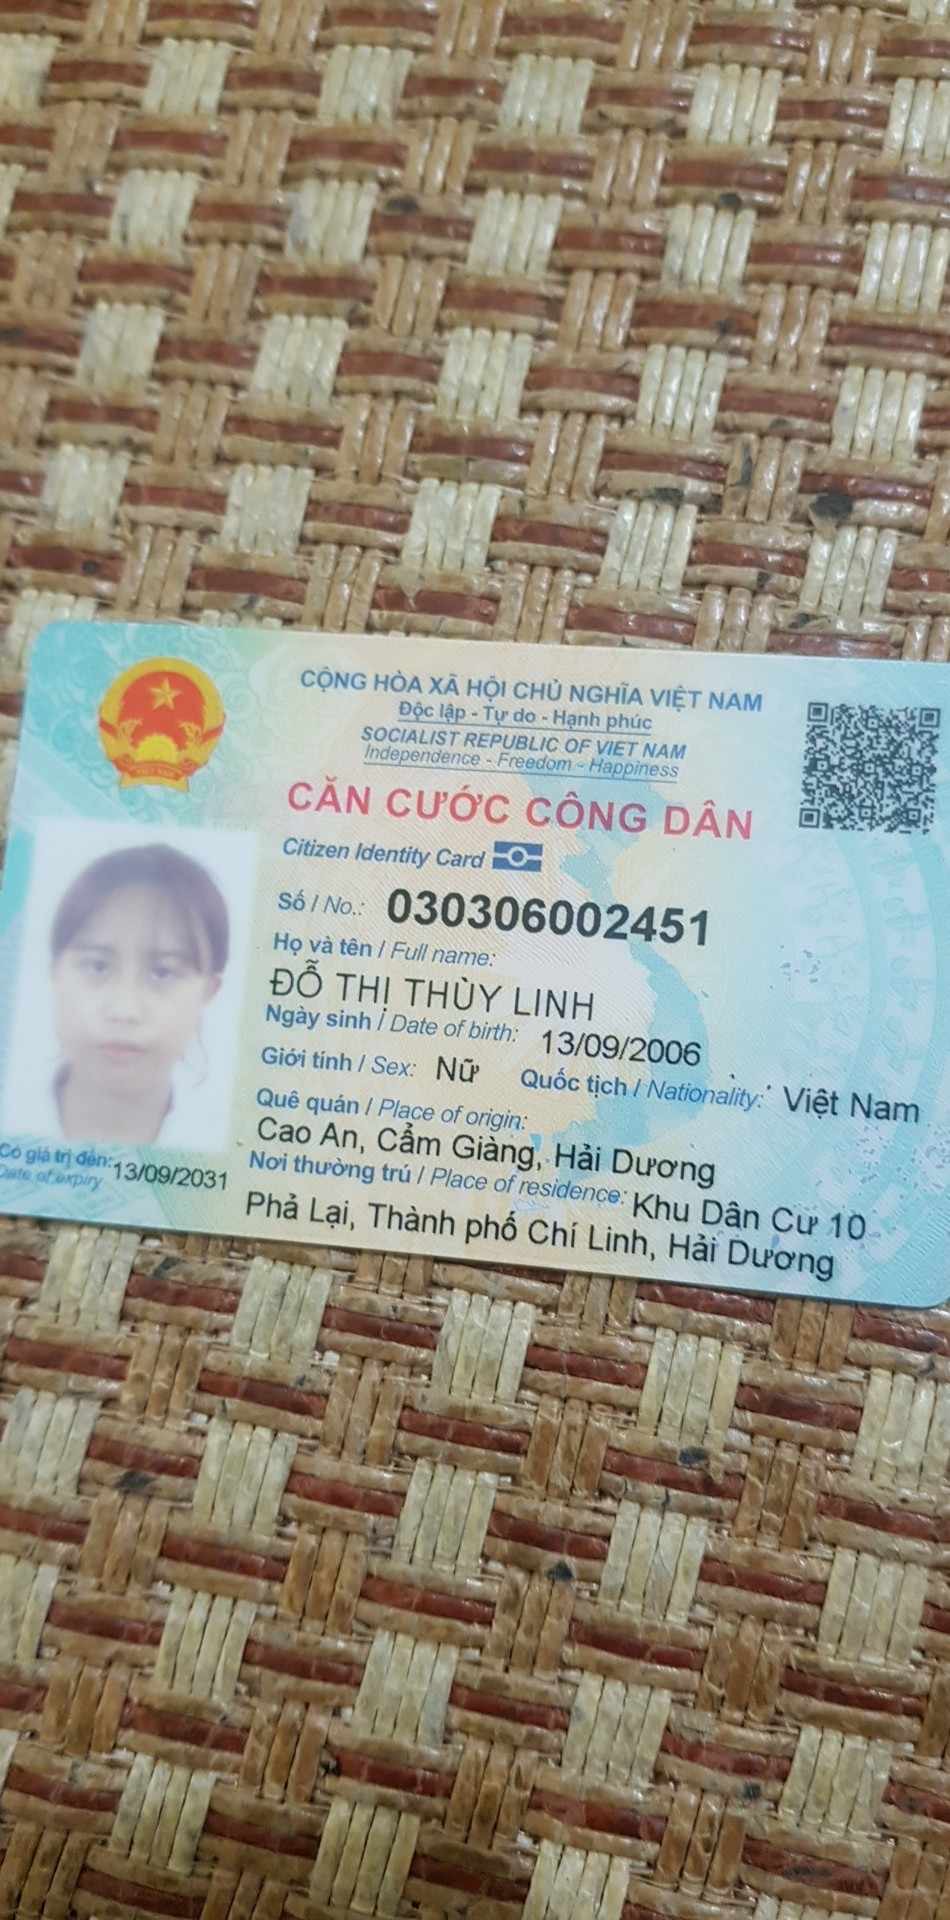 CỘNG HÒA XÃ HỘI CHỦ NGHĨA VIỆT NAM
Độc lập - Tự do - Hạnh phúc
SOCIALIST REPUBLIC OF VIET NAM
Independence - Freedom - Happiness
CĂN CƯỚC CÔNG DÂN
Citizen Identity Card
Số / No.: 030306002451
Họ và tên / Full name:
ĐỖ THỊ THÙY LINH
Ngày sinh / Date of birth: 13/09/2006
Giới tính / Sex: Nữ Quốc tịch / Nationality: Việt Nam
Quê quán / Place of origin:
Cao An, Cẩm Giàng, Hải Dương
Nơi thường trú / Place of residence: Khu Dân Cư 10
Phả Lại, Thành phố Chí Linh, Hải Dương
Có giá trị đến: 13/09/2031
Date of expiry